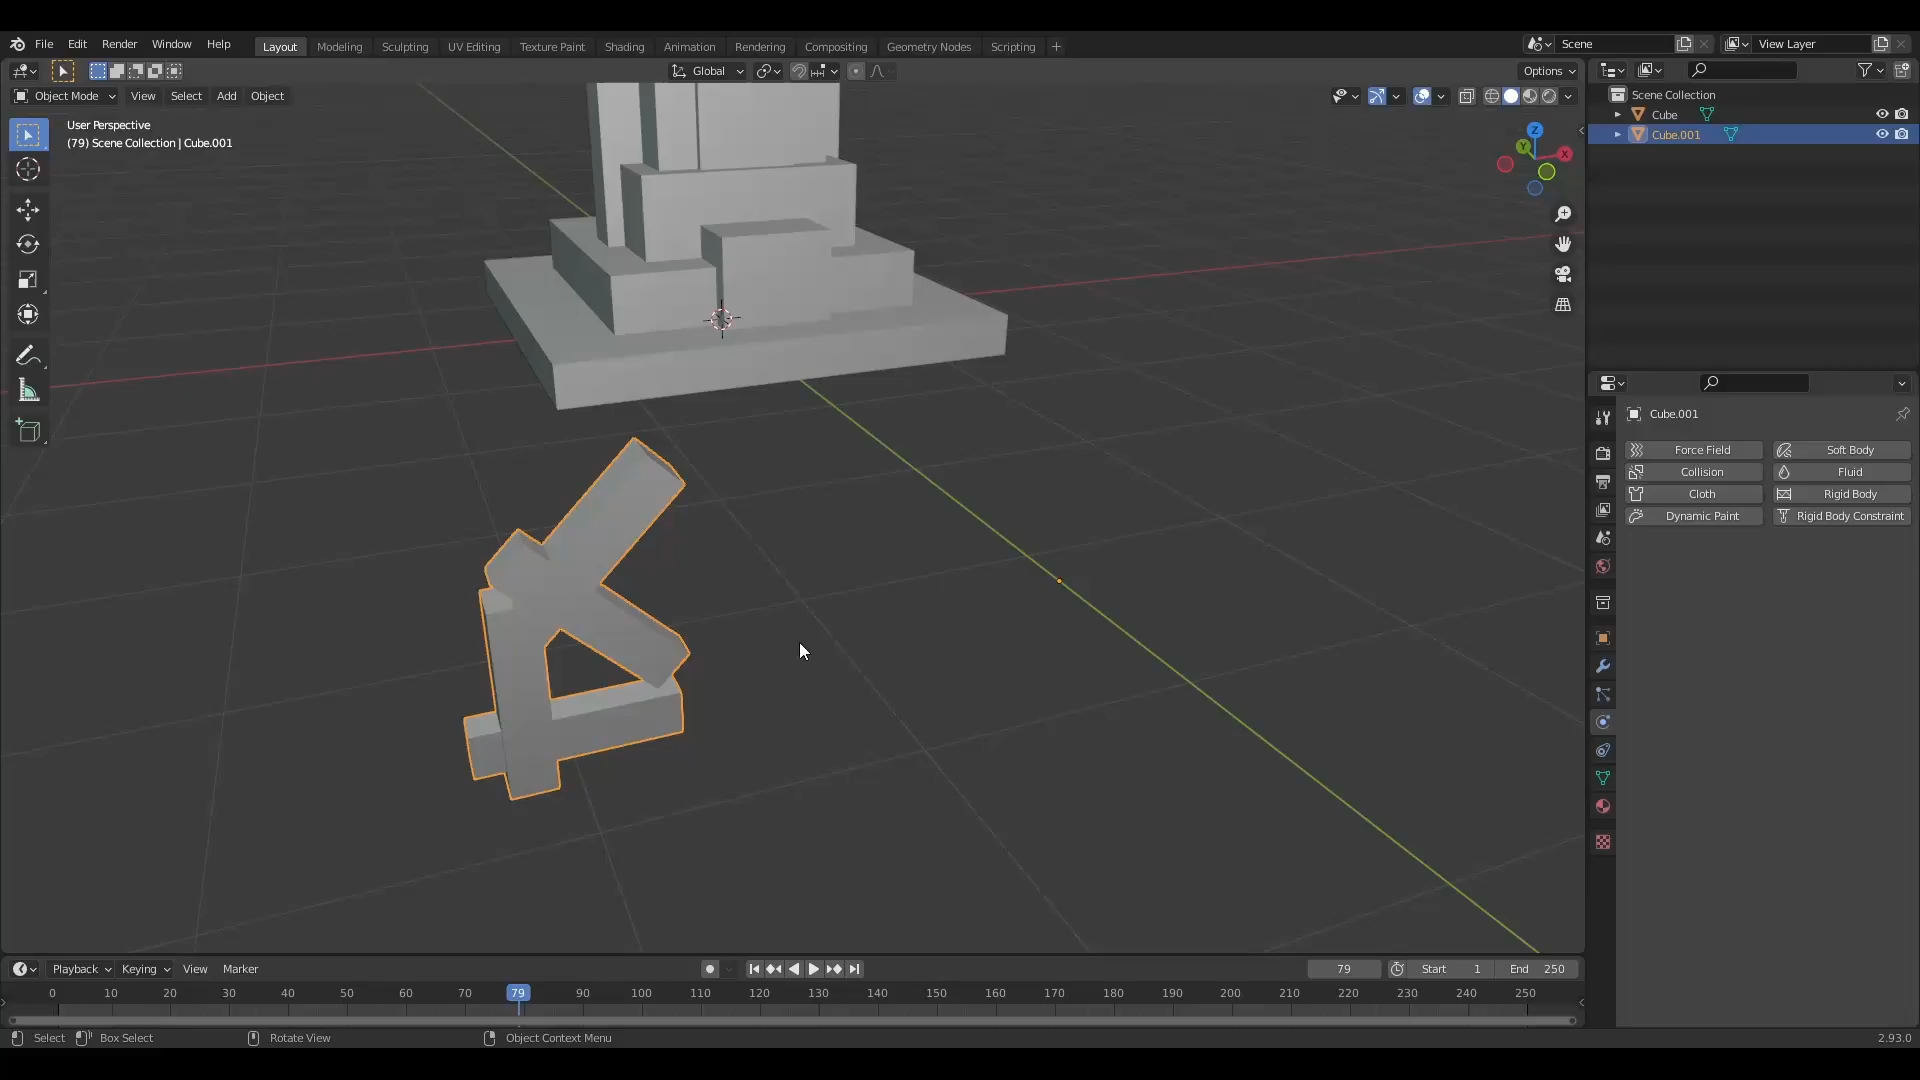 File Edit Render Window Help Layout Modeling Sculpting UV Editing Texture Paint Shading Animation Rendering Compositing Geometry Nodes Scripting + Scene View Layer
Global Options
Object Mode View Select Add Object
User Perspective
(79) Scene Collection | Cube.001
Z
Y
X
Scene Collection
Cube
Cube.001
Cube.001
Force Field Soft Body
Collision Fluid
Cloth Rigid Body
Dynamic Paint Rigid Body Constraint
Playback Keying View Marker 79 Start 1 End 250
0 10 20 30 40 50 60 70 79 90 100 110 120 130 140 150 160 170 180 190 200 210 220 230 240 250
Select Box Select Rotate View Object Context Menu 2.93.0